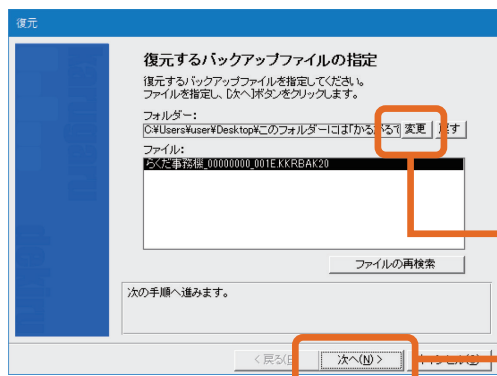 復元
復元するバックアップファイルの指定
復元するバックアップファイルを指定してください。
ファイルを指定し、[次へ]ボタンをクリックします。
フォルダー:
C:¥Users¥user¥Desktop¥このフォルダーには「かるがるで 変更
ファイル:
らくだ事務機_00000000_001E.KKRBAK20
ファイルの再検索
次の手順へ進みます。
< 戻る( 次へ(N) >